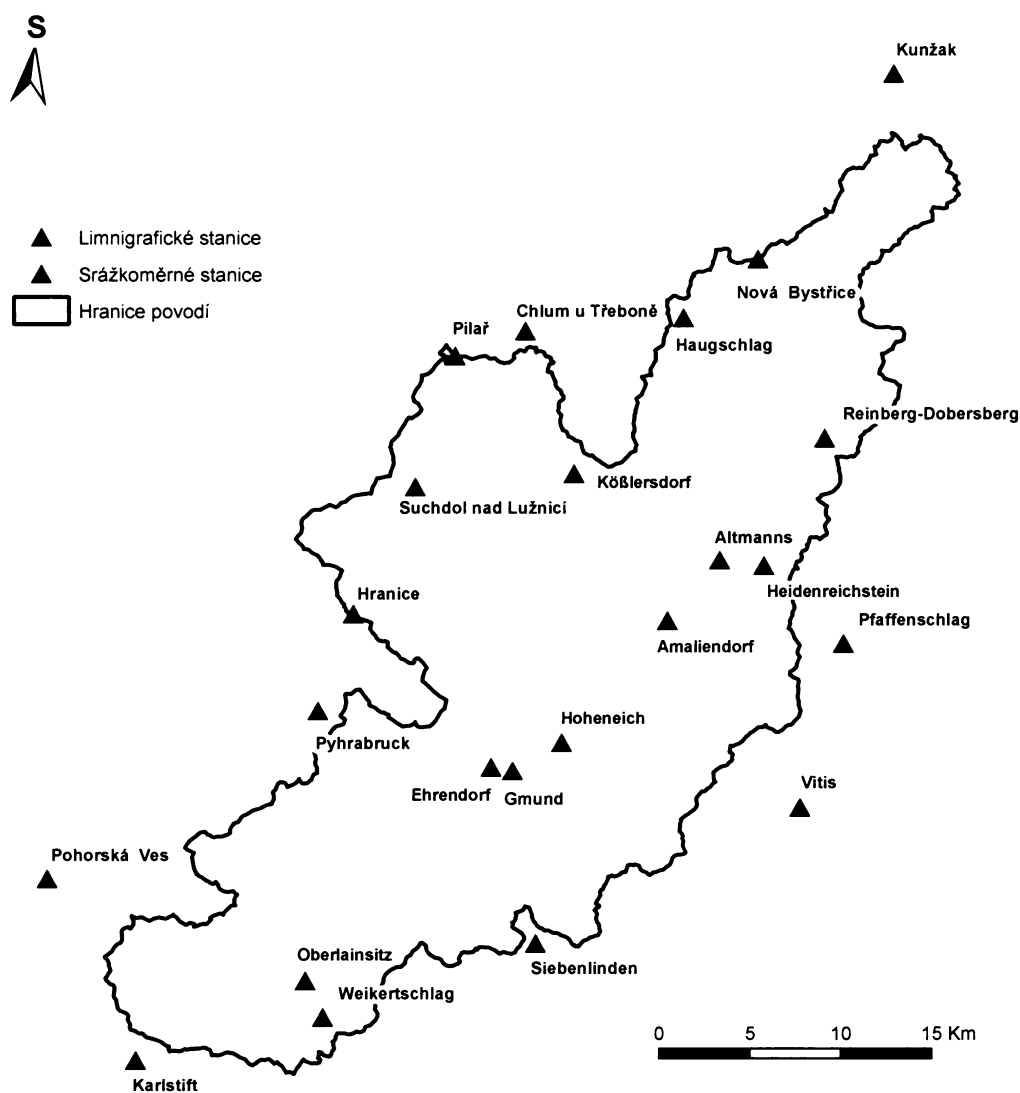 S
Kunžak
Limnigrafické stanice
Srážkoměrné stanice
Hranice povodí
Nová Bystřice
Chlum u Třeboně
Pilař
Haugschlag
Reinberg-Dobersberg
Kößlersdorf
Suchdol nad Lužnicí
Altmanns
Heidenreichstein
Hranice
Pfaffenschlag
Amaliendorf
Hoheneich
Pyhrabruck
Ehrendorf
Gmund
Vitis
Pohorská Ves
Oberlainsitz
Siebenlinden
Weikertschlag
0 5 10 15 Km
Karlstift